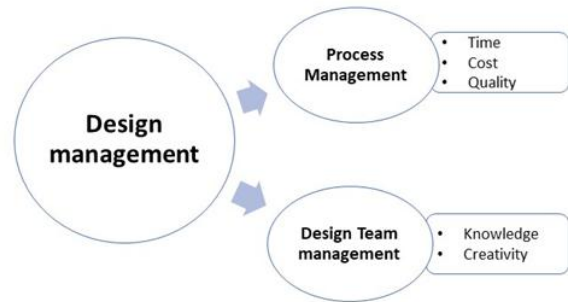 Design
management
Process
Management
• Time
• Cost
• Quality
Design Team
management
• Knowledge
• Creativity